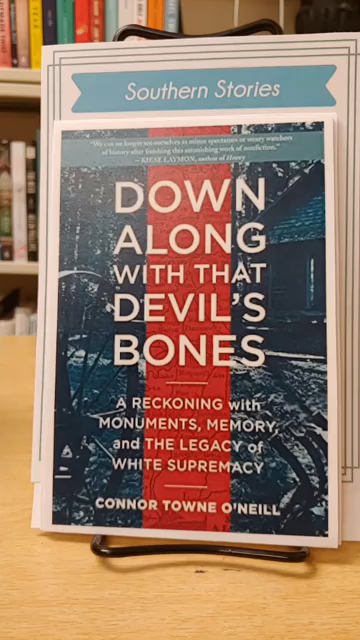 Southern Stories
"We can no longer see ourselves as minor spectators or weary watchers
of history after finishing this astonishing work of nonfiction."
— KIESE LAYMON, author of Heavy
DOWN
ALONG
WITH THAT
DEVIL'S
BONES
A RECKONING with
MONUMENTS, MEMORY,
and THE LEGACY of
WHITE SUPREMACY
CONNOR TOWNE O'NEILL